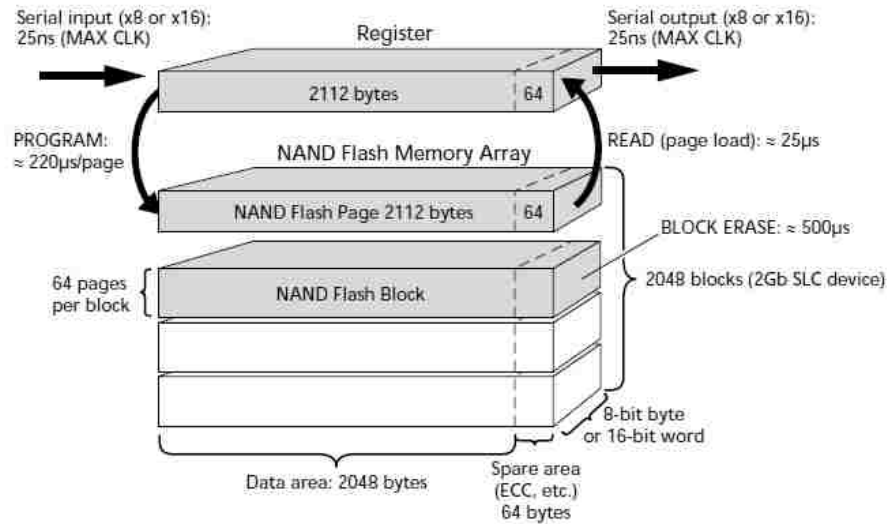 Serial input (x8 or x16):
25ns (MAX CLK)
Register
Serial output (x8 or x16):
25ns (MAX CLK)
2112 bytes
64
PROGRAM:
≈ 220µs/page
READ (page load): ≈ 25µs
NAND Flash Memory Array
NAND Flash Page 2112 bytes
64
BLOCK ERASE: ≈ 500µs
64 pages
per block
NAND Flash Block
2048 blocks (2Gb SLC device)
8-bit byte
or 16-bit word
Data area: 2048 bytes
Spare area
(ECC, etc.)
64 bytes